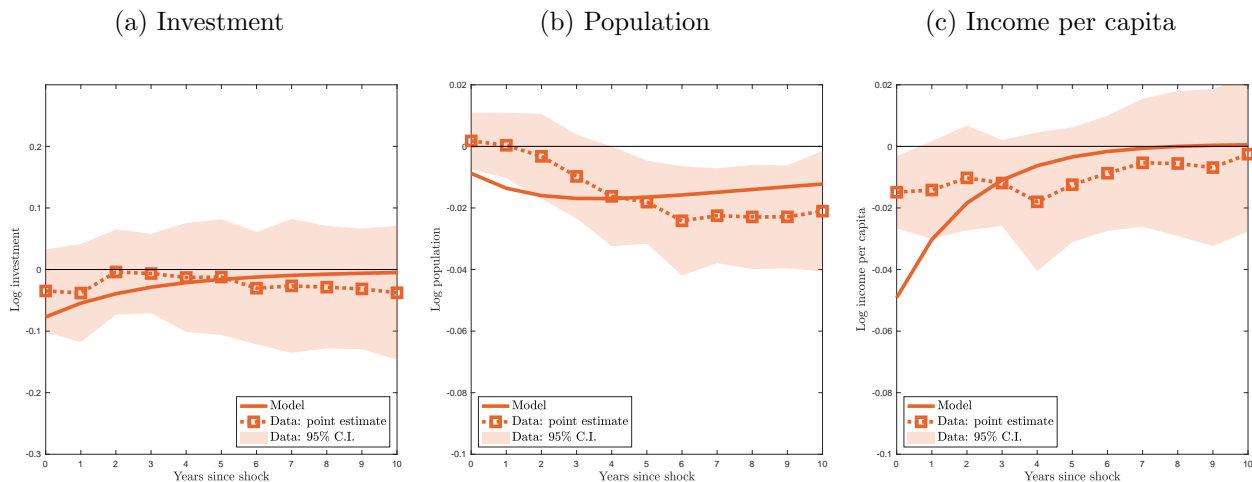 (a) Investment
(b) Population
(c) Income per capita
0.2
0.1
0
-0.1
-0.2
-0.3
Log investment
0 1 2 3 4 5 6 7 8 9 10
Years since shock
Model
Data: point estimate
Data: 95% C.I.
0.02
0
-0.02
-0.04
-0.06
-0.08
-0.1
Log population
0 1 2 3 4 5 6 7 8 9 10
Years since shock
Model
Data: point estimate
Data: 95% C.I.
0.02
0
-0.02
-0.04
-0.06
-0.08
-0.1
Log income per capita
0 1 2 3 4 5 6 7 8 9 10
Years since shock
Model
Data: point estimate
Data: 95% C.I.